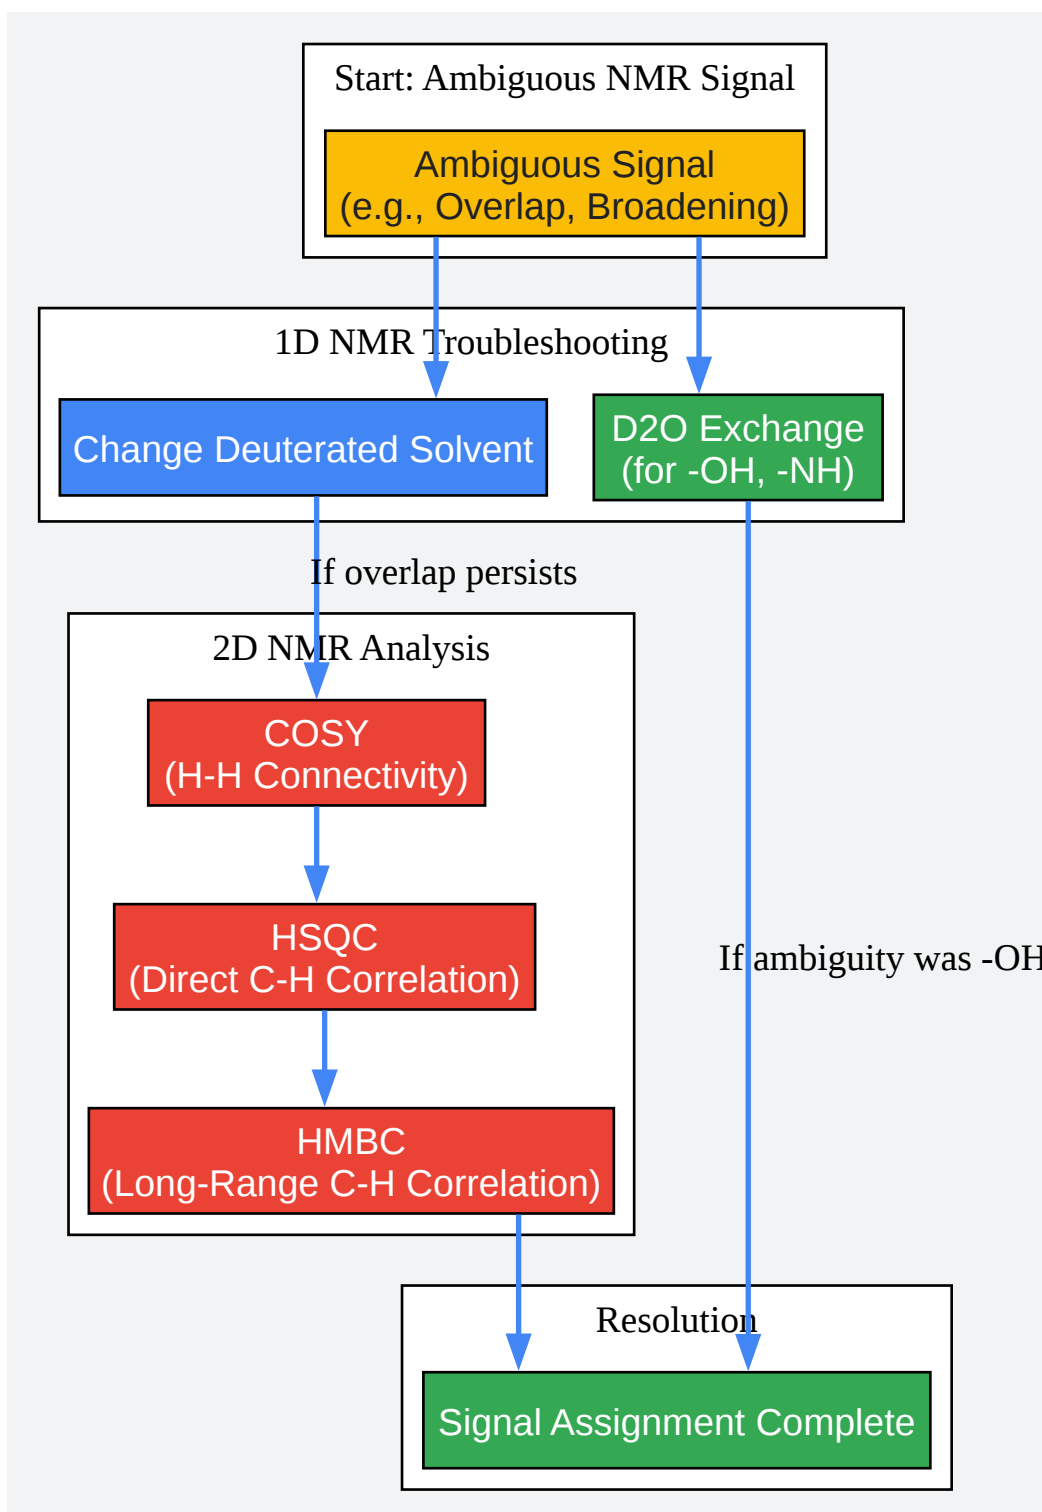 Start: Ambiguous NMR Signal
Ambiguous Signal
(e.g., Overlap, Broadening)
1D NMR Troubleshooting
Change Deuterated Solvent
D2O Exchange
(for -OH, -NH)
If overlap persists
2D NMR Analysis
COSY
(H-H Connectivity)
HSQC
(Direct C-H Correlation)
If ambiguity was -OH
HMBC
(Long-Range C-H Correlation)
Resolution
Signal Assignment Complete